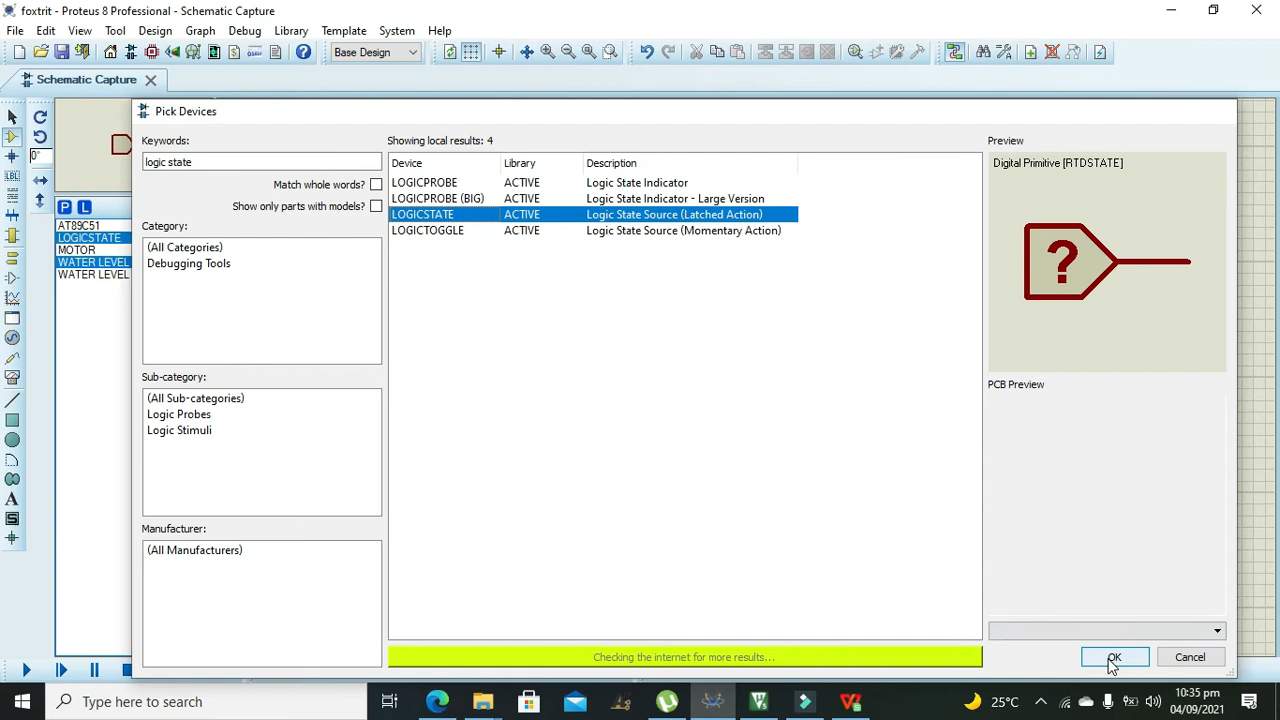 foxtrit - Proteus 8 Professional - Schematic Capture
File Edit View Tool Design Graph Debug Library Template System Help
Base Design
Schematic Capture
Pick Devices
Keywords:
logic state
Match whole words?
Show only parts with models?
Category:
(All Categories)
Debugging Tools
Sub-category:
(All Sub-categories)
Logic Probes
Logic Stimuli
Manufacturer:
(All Manufacturers)
Showing local results: 4
Device Library Description
LOGICPROBE ACTIVE Logic State Indicator
LOGICPROBE (BIG) ACTIVE Logic State Indicator - Large Version
LOGICSTATE ACTIVE Logic State Source (Latched Action)
LOGICTOGGLE ACTIVE Logic State Source (Momentary Action)
Checking the internet for more results...
Preview
Digital Primitive [RTDSTATE]
?
PCB Preview
OK Cancel
0°
LBL
P L
AT89C51
LOGICSTATE
MOTOR
WATER LEVEL
WATER LEVEL
A
S
Type here to search
25°C
10:35 pm
04/09/2021